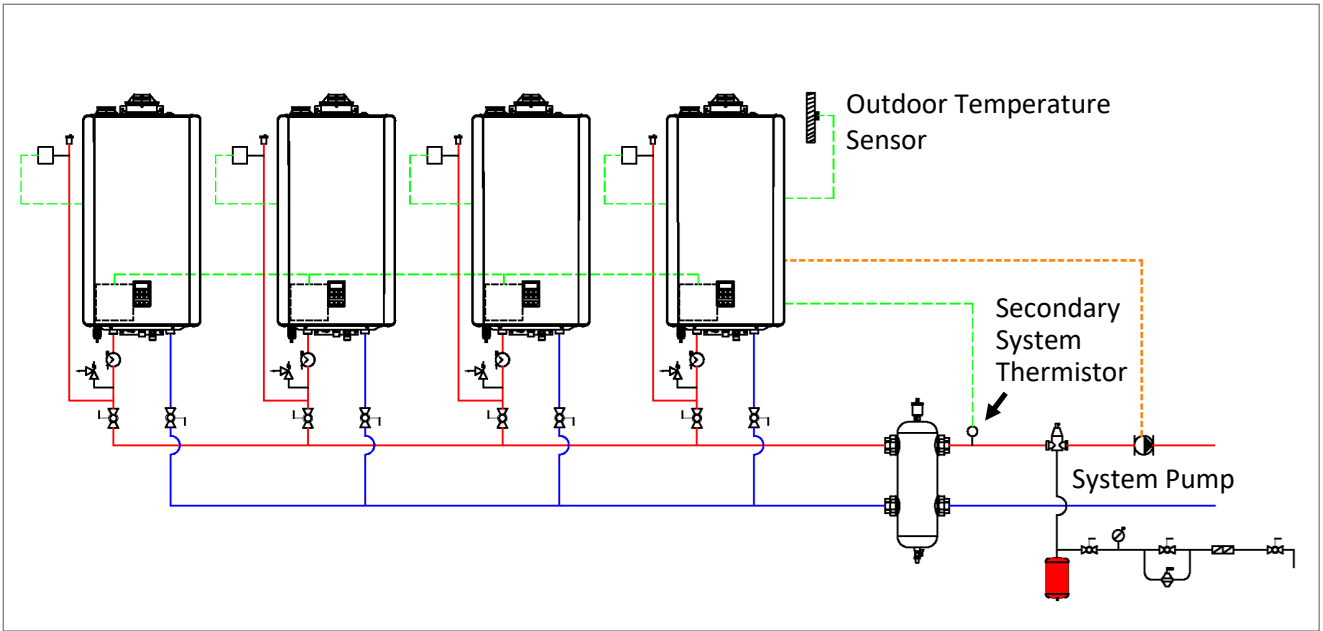 Outdoor Temperature
Sensor
Secondary
System
Thermistor
System Pump